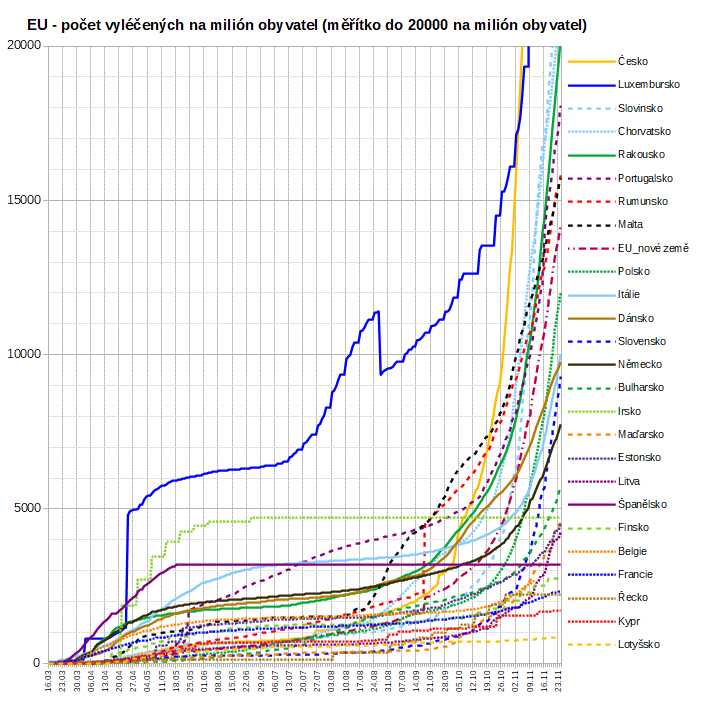 EU - počet vyléčených na milión obyvatel (měřítko do 20000 na milión obyvatel)
20000
15000
10000
5000
0
Česko
Luxembursko
Slovinsko
Chorvatsko
Rakousko
Portugalsko
Rumunsko
Malta
EU_nové země
Polsko
Itálie
Dánsko
Slovensko
Německo
Bulharsko
Irsko
Maďarsko
Estonsko
Litva
Španělsko
Finsko
Belgie
Francie
Řecko
Kypr
Lotyšsko
16.03
23.03
30.03
06.04
13.04
20.04
27.04
04.05
11.05
18.05
25.05
01.06
08.06
15.06
22.06
29.06
06.07
13.07
20.07
27.07
03.08
10.08
17.08
24.08
31.08
07.09
14.09
21.09
28.09
05.10
12.10
19.10
26.10
02.11
09.11
16.11
23.11